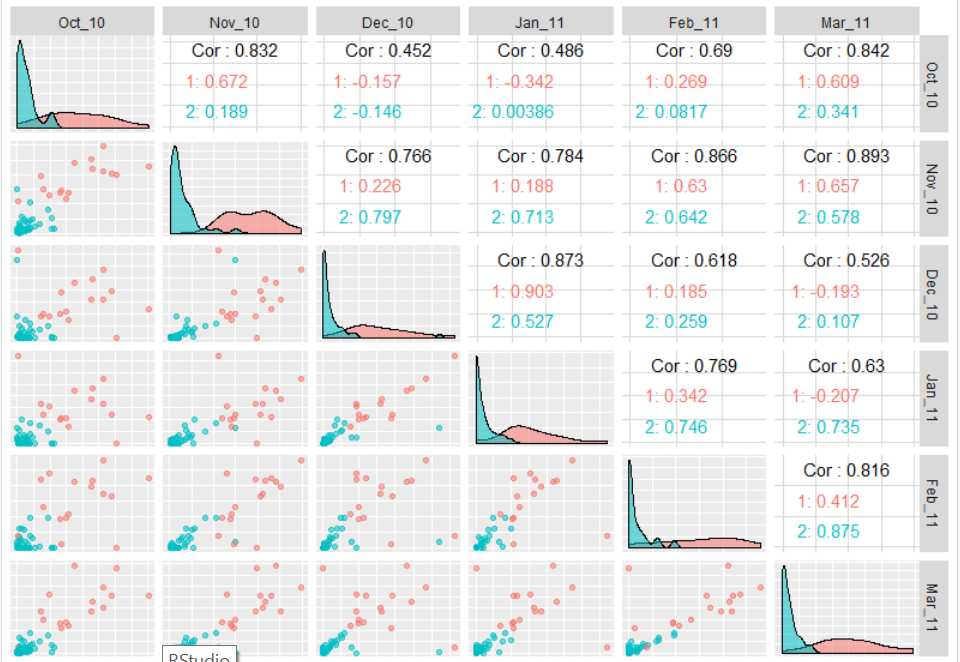 Oct_10 Nov_10 Dec_10 Jan_11 Feb_11 Mar_11
Cor : 0.832 Cor : 0.452 Cor : 0.486 Cor : 0.69 Cor : 0.842
1: 0.672 1: -0.157 1: -0.342 1: 0.269 1: 0.609
2: 0.189 2: -0.146 2: 0.00386 2: 0.0817 2: 0.341
Oct_10
Cor : 0.766 Cor : 0.784 Cor : 0.866 Cor : 0.893
1: 0.226 1: 0.188 1: 0.63 1: 0.657
2: 0.797 2: 0.713 2: 0.642 2: 0.578
Nov_10
Cor : 0.873 Cor : 0.618 Cor : 0.526
1: 0.903 1: 0.185 1: -0.193
2: 0.527 2: 0.259 2: 0.107
Dec_10
Cor : 0.769 Cor : 0.63
1: 0.342 1: -0.207
2: 0.746 2: 0.735
Jan_11
Cor : 0.816
1: 0.412
2: 0.875
Feb_11
Mar_11
RStudio